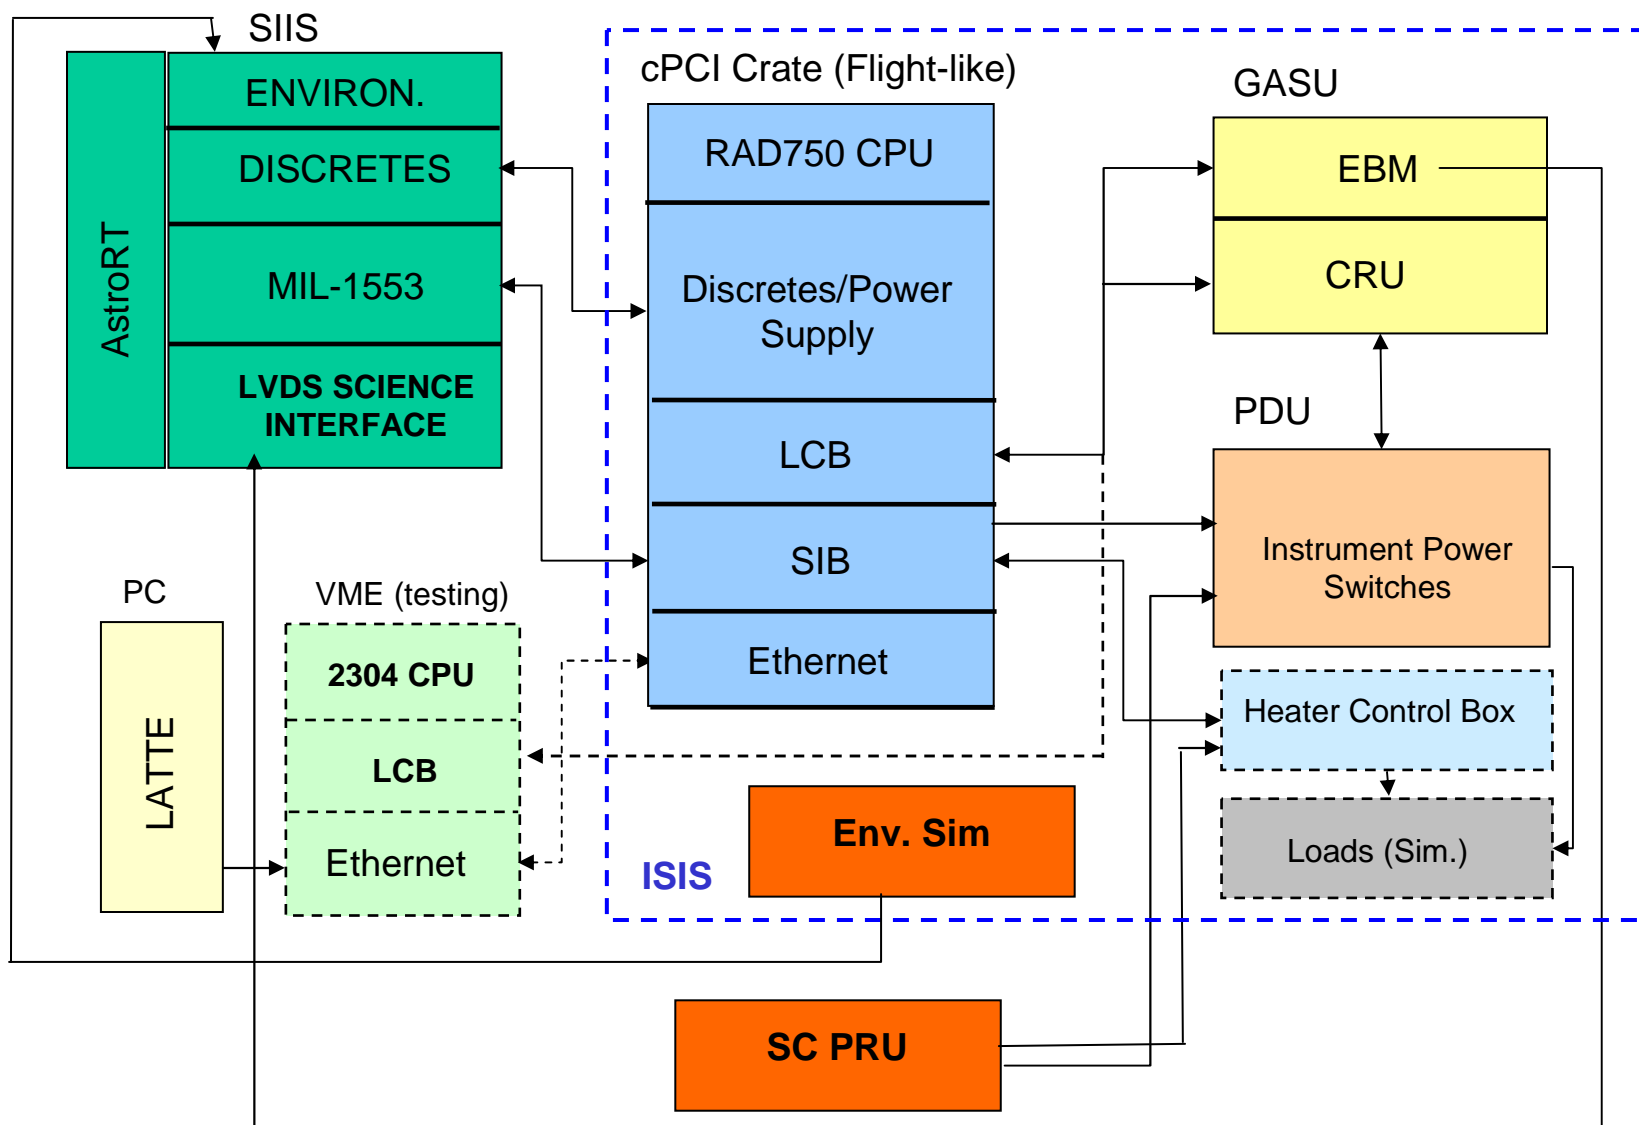 SIIS
AstroRT
ENVIRON.
DISCRETES
MIL-1553
LVDS SCIENCE
INTERFACE
cPCI Crate (Flight-like)
RAD750 CPU
Discretes/Power
Supply
LCB
SIB
Ethernet
GASU
EBM
CRU
PDU
Instrument Power
Switches
Heater Control Box
Loads (Sim.)
PC
LATTE
VME (testing)
2304 CPU
LCB
Ethernet
Env. Sim
ISIS
SC PRU